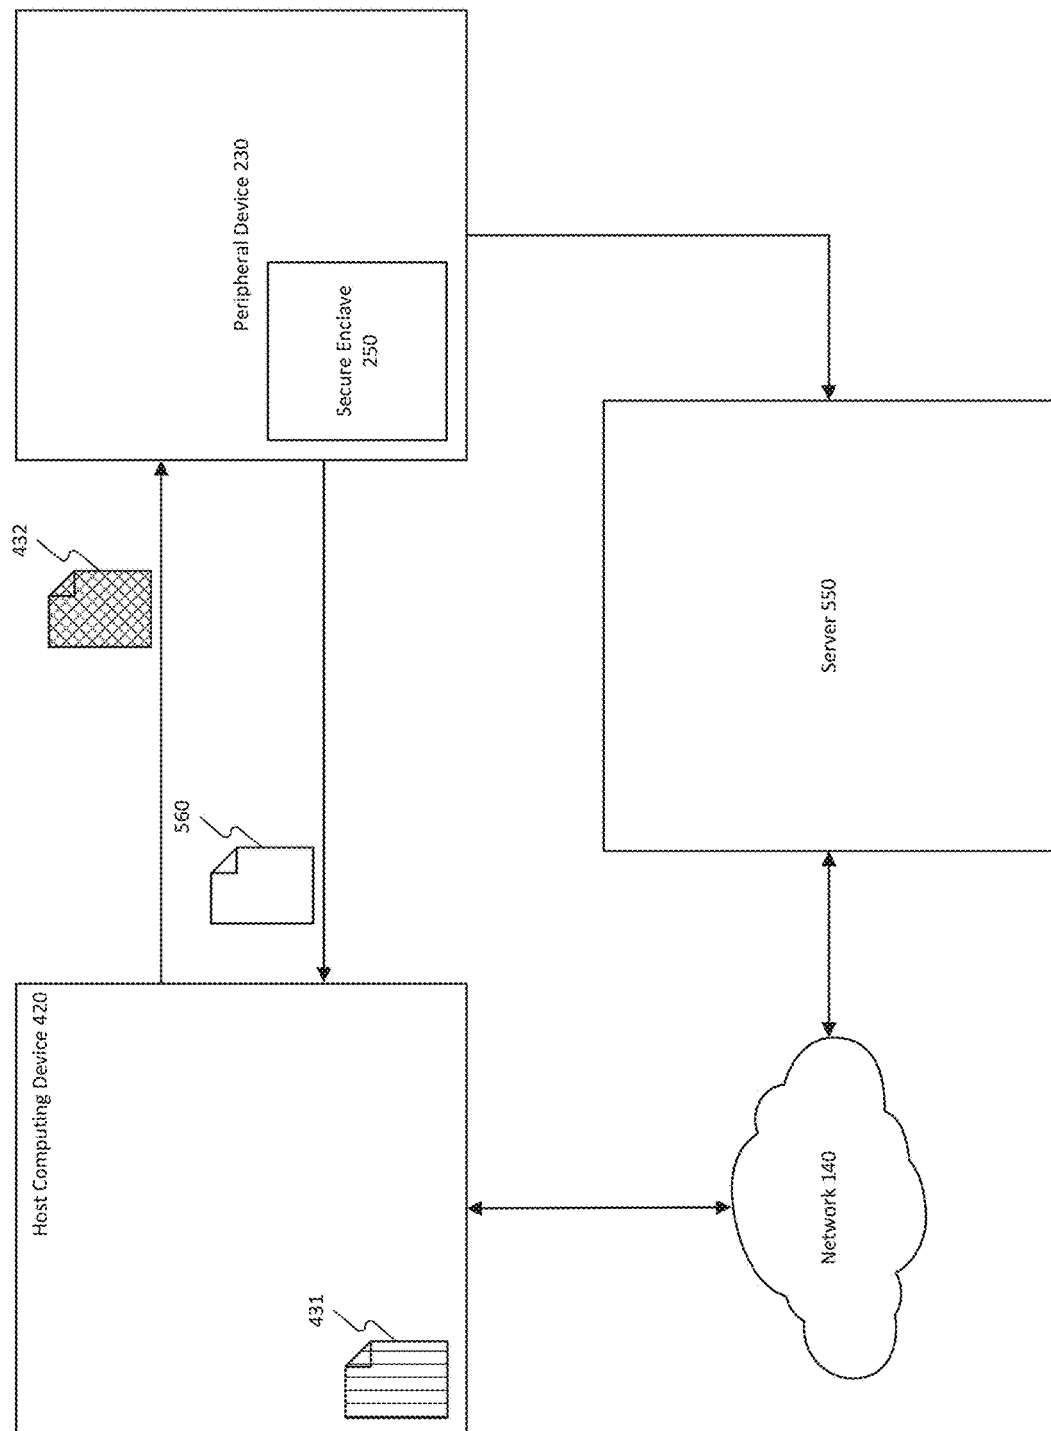 Host Computing Device 420
431
432
560
Peripheral Device 230
Secure Enclave
250
Network 140
Server 550